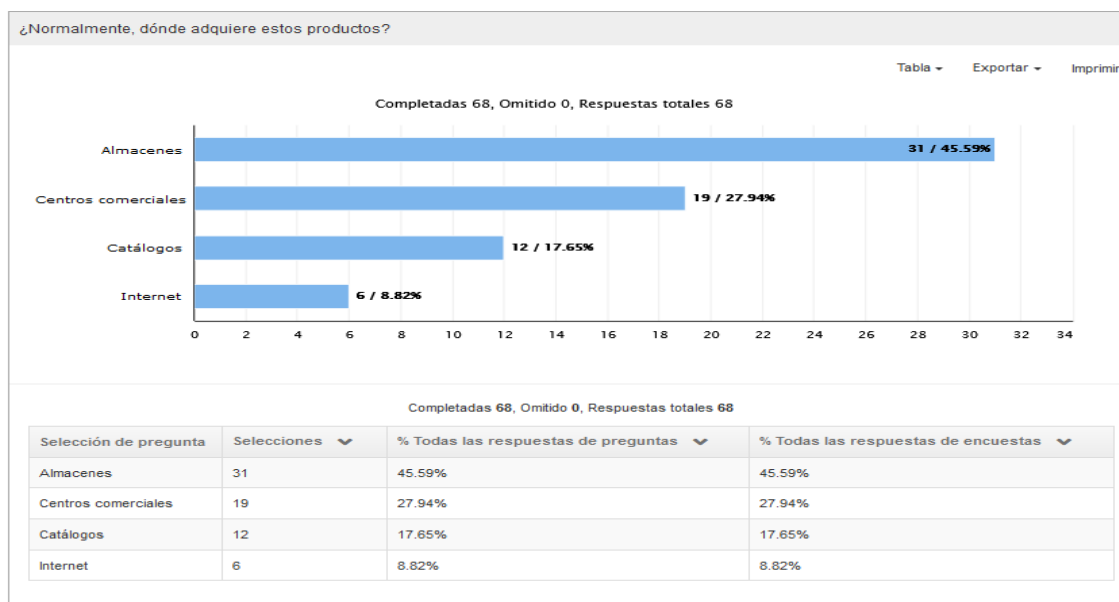 ¿Normalmente, dónde adquiere estos productos?
Tabla Exportar Imprimir
Completadas 68, Omitido 0, Respuestas totales 68
Almacenes 31 / 45.59%
Centros comerciales 19 / 27.94%
Catálogos 12 / 17.65%
Internet 6 / 8.82%
0 2 4 6 8 10 12 14 16 18 20 22 24 26 28 30 32 34
Completadas 68, Omitido 0, Respuestas totales 68
Selección de pregunta Selecciones % Todas las respuestas de preguntas % Todas las respuestas de encuestas
Almacenes 31 45.59% 45.59%
Centros comerciales 19 27.94% 27.94%
Catálogos 12 17.65% 17.65%
Internet 6 8.82% 8.82%